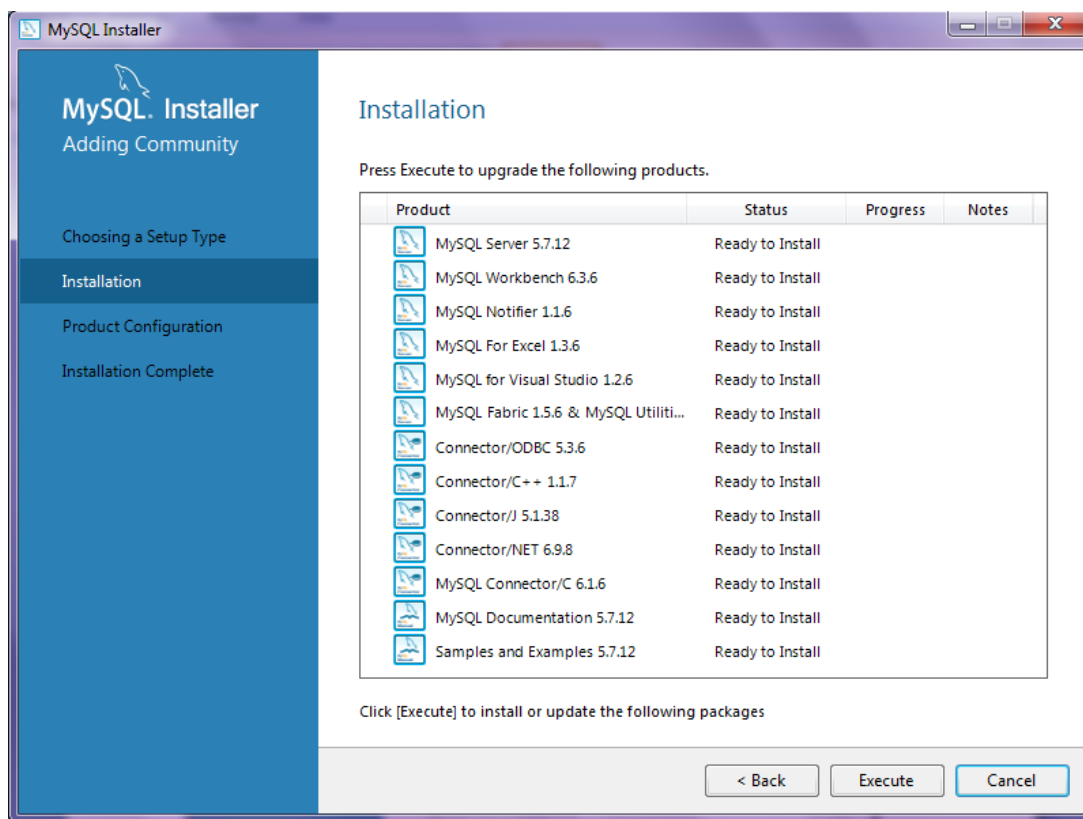 MySQL Installer
MySQL. Installer
Adding Community
Choosing a Setup Type
Installation
Product Configuration
Installation Complete
Installation
Press Execute to upgrade the following products.
Product Status Progress Notes
MySQL Server 5.7.12 Ready to Install
MySQL Workbench 6.3.6 Ready to Install
MySQL Notifier 1.1.6 Ready to Install
MySQL For Excel 1.3.6 Ready to Install
MySQL for Visual Studio 1.2.6 Ready to Install
MySQL Fabric 1.5.6 & MySQL Utiliti... Ready to Install
Connector/ODBC 5.3.6 Ready to Install
Connector/C++ 1.1.7 Ready to Install
Connector/J 5.1.38 Ready to Install
Connector/NET 6.9.8 Ready to Install
MySQL Connector/C 6.1.6 Ready to Install
MySQL Documentation 5.7.12 Ready to Install
Samples and Examples 5.7.12 Ready to Install
Click [Execute] to install or update the following packages
< Back Execute Cancel